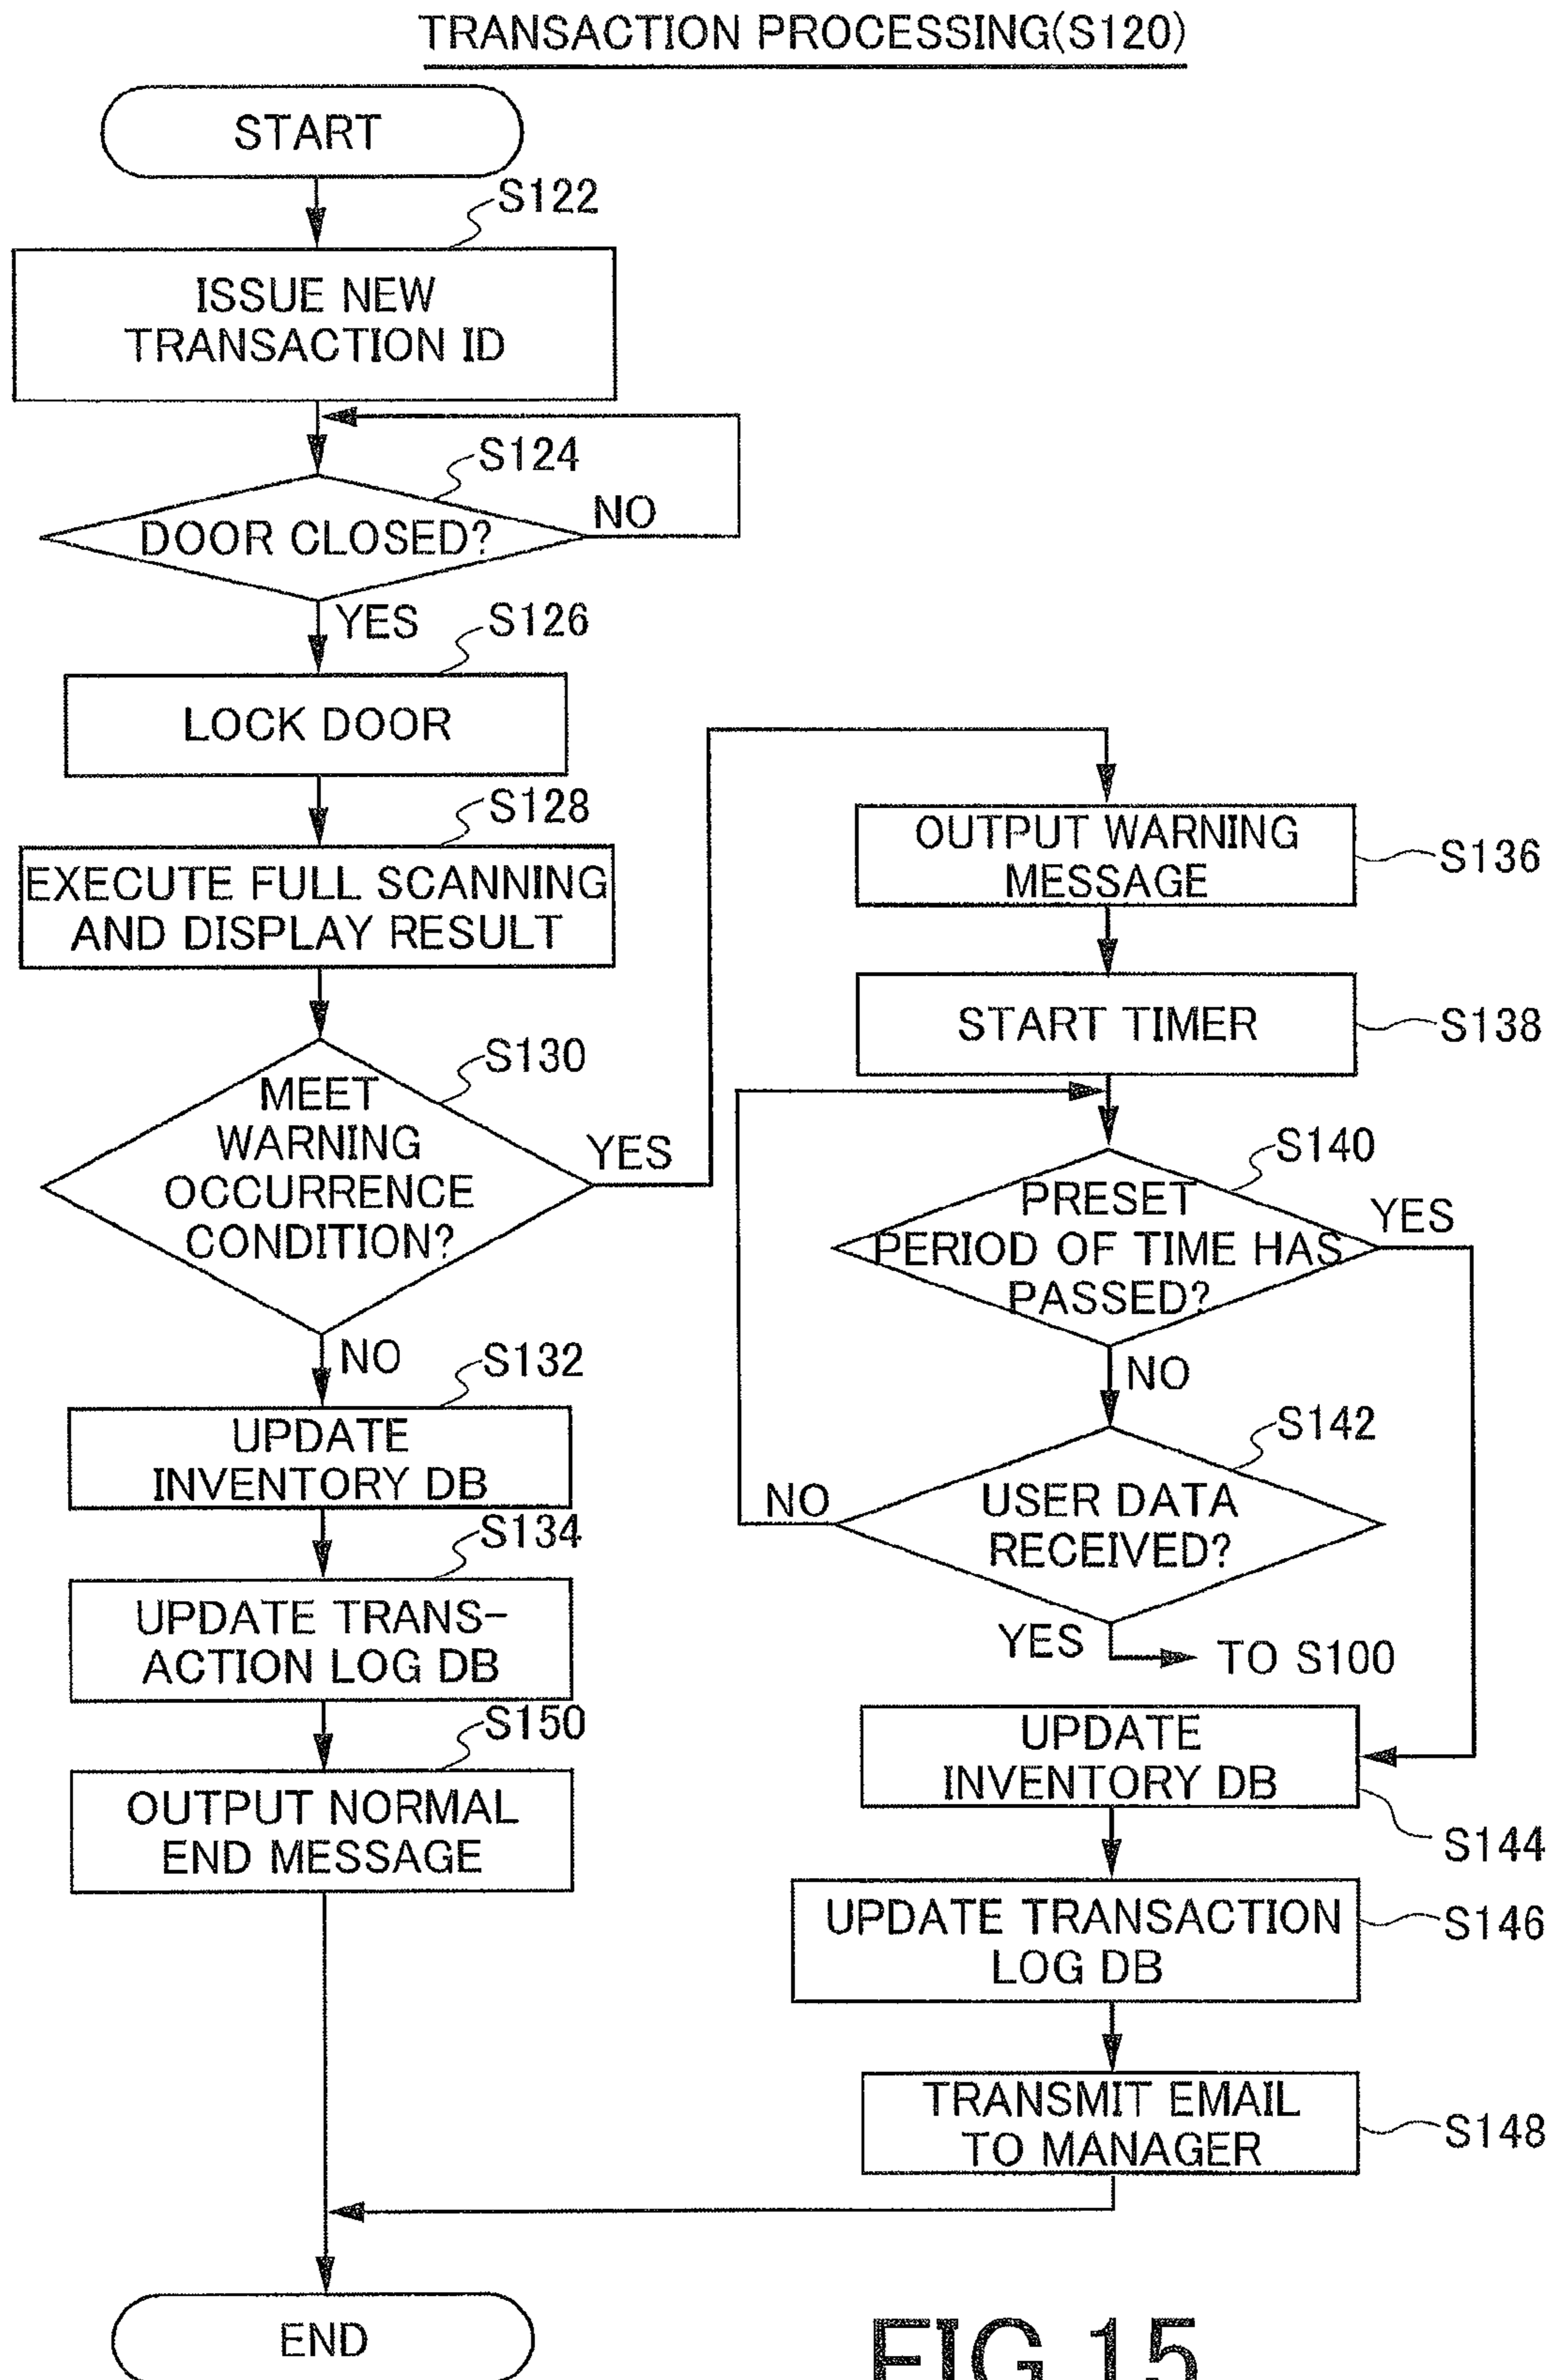 TRANSACTION PROCESSING(S120)
START
S122
ISSUE NEW
TRANSACTION ID
S124
DOOR CLOSED?
NO
YES
S126
LOCK DOOR
S128
EXECUTE FULL SCANNING
AND DISPLAY RESULT
S130
MEET
WARNING
OCCURRENCE
CONDITION?
YES
NO
S132
UPDATE
INVENTORY DB
S134
UPDATE TRANS-
ACTION LOG DB
S150
OUTPUT NORMAL
END MESSAGE
OUTPUT WARNING
MESSAGE
S136
START TIMER
S138
S140
PRESET
PERIOD OF TIME HAS
PASSED?
YES
NO
S142
USER DATA
RECEIVED?
NO
YES
TO S100
UPDATE
INVENTORY DB
S144
UPDATE TRANSACTION
LOG DB
S146
TRANSMIT EMAIL
TO MANAGER
S148
END
FIG.15